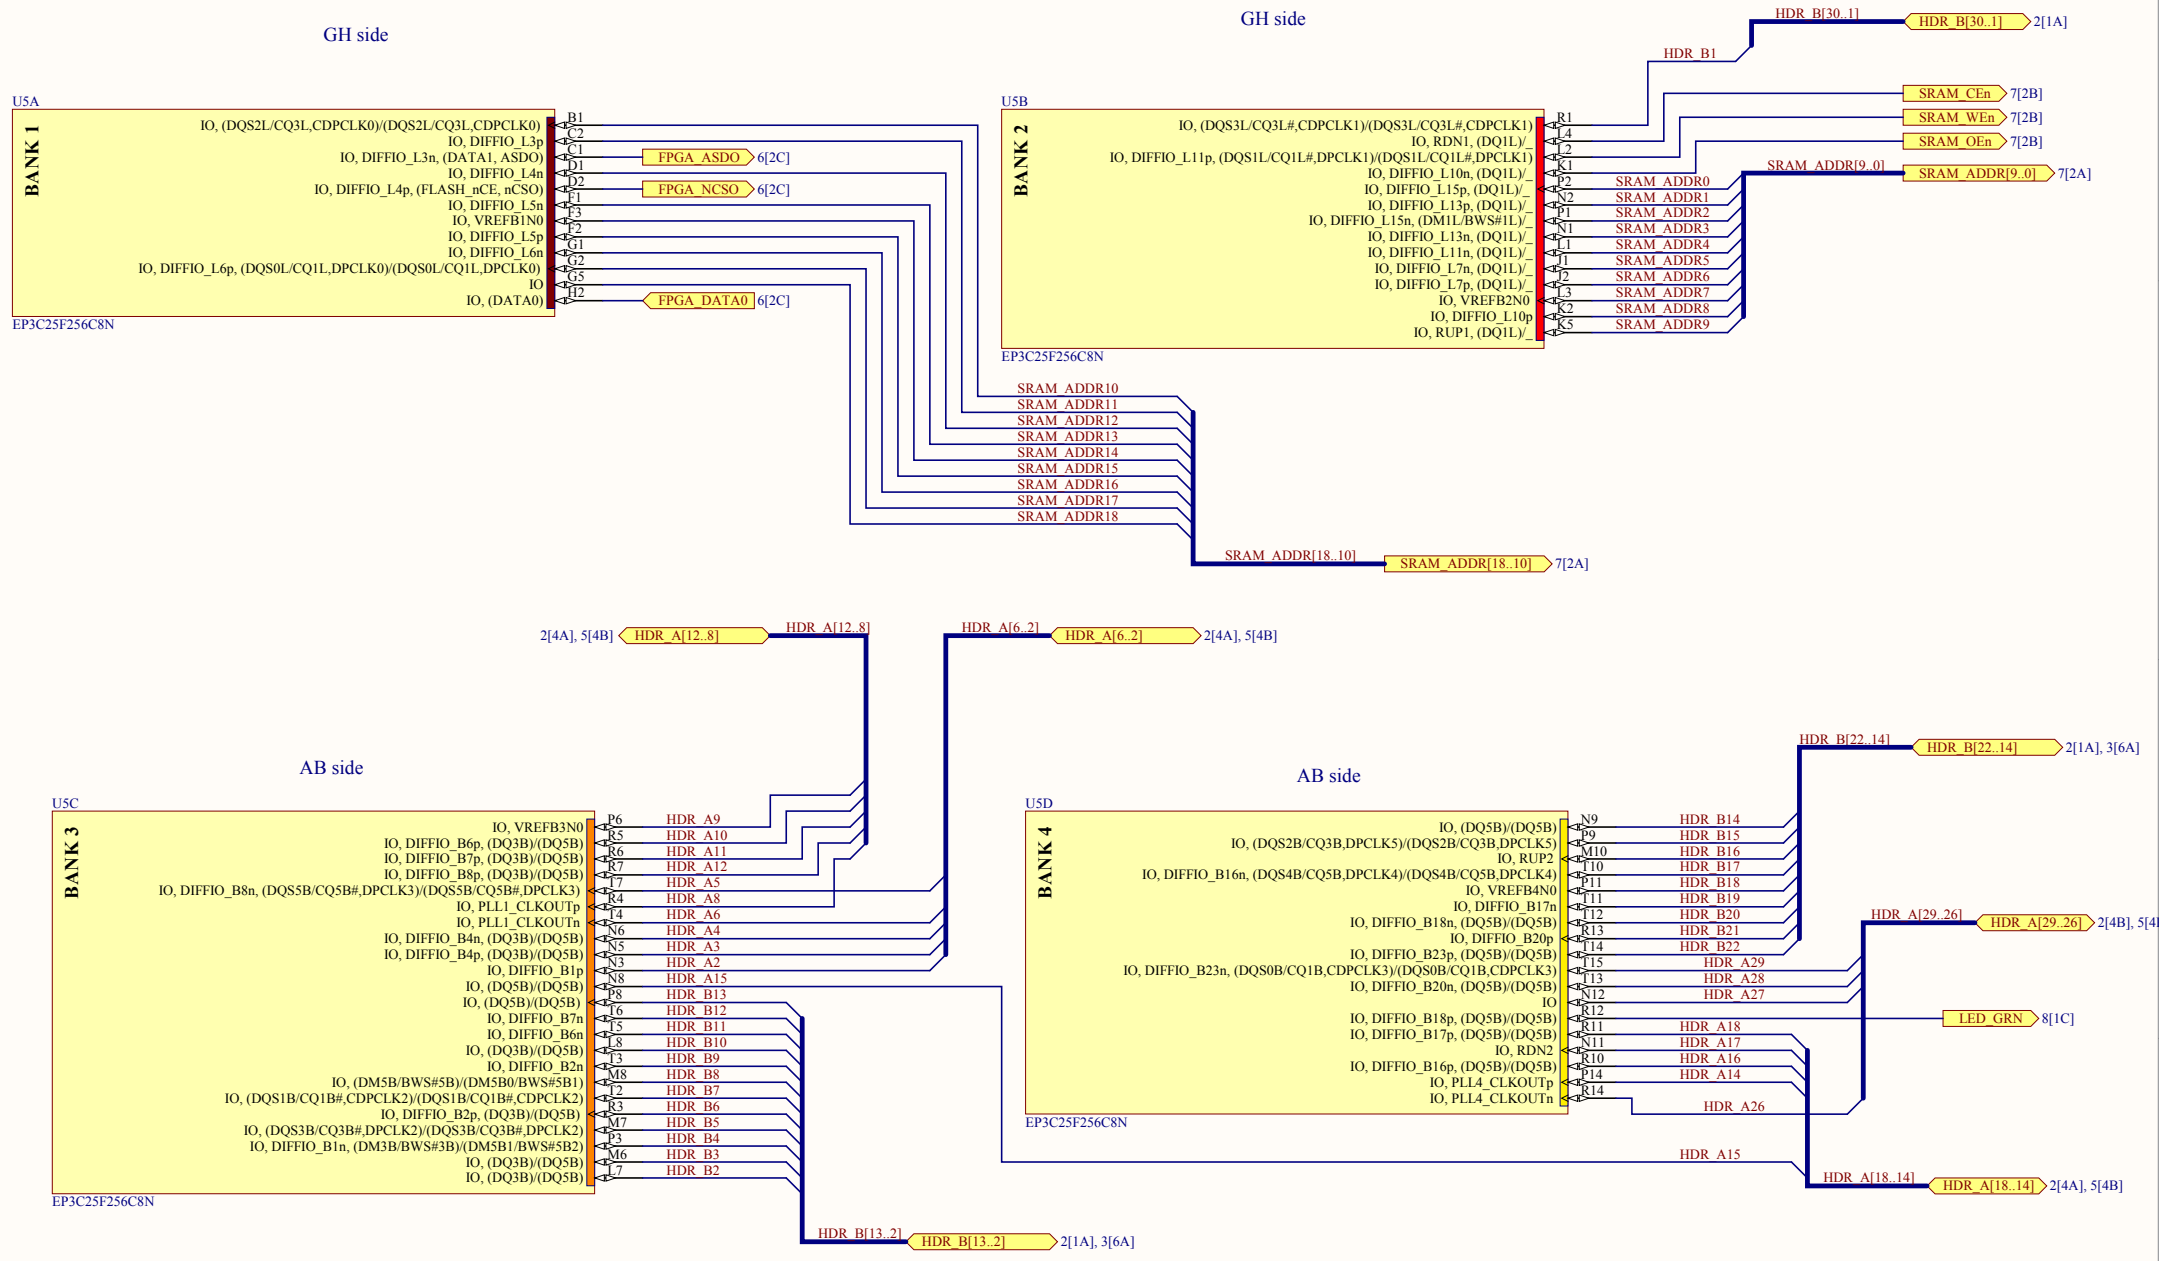 GH side
U5A
BANK 1
IO, (DQS2L/CQ3L,CDPCLK0)/(DQS2L/CQ3L,CDPCLK0) B1
IO, DIFFIO_L3p C2
IO, DIFFIO_L3n, (DATA1, ASDO) C1 FPGA_ASDO 6[2C]
IO, DIFFIO_L4n D1
IO, DIFFIO_L4p, (FLASH_nCE, nCSO) D2 FPGA_NCSO 6[2C]
IO, DIFFIO_L5n F1
IO, VREFB1N0 F3
IO, DIFFIO_L5p F2
IO, DIFFIO_L6n G1
IO, DIFFIO_L6p, (DQS0L/CQ1L,DPCLK0)/(DQS0L/CQ1L,DPCLK0) G2
IO G5
IO, (DATA0) H2 FPGA_DATA0 6[2C]
EP3C25F256C8N
GH side
HDR_B[30..1] HDR_B[30..1] 2[1A]
HDR_B1
U5B
BANK 2
SRAM_CEn 7[2B]
SRAM_WEn 7[2B]
SRAM_OEn 7[2B]
SRAM_ADDR[9..0] SRAM_ADDR[9..0] 7[2A]
IO, (DQS3L/CQ3L#,CDPCLK1)/(DQS3L/CQ3L#,CDPCLK1) R1
IO, RDN1, (DQ1L)/_ L4
IO, DIFFIO_L11p, (DQS1L/CQ1L#,DPCLK1)/(DQS1L/CQ1L#,DPCLK1) L2
IO, DIFFIO_L10n, (DQ1L)/_ K1
IO, DIFFIO_L15p, (DQ1L)/_ P2 SRAM_ADDR0
IO, DIFFIO_L13p, (DQ1L)/_ N2 SRAM_ADDR1
IO, DIFFIO_L15n, (DM1L/BWS#1L)/_ P1 SRAM_ADDR2
IO, DIFFIO_L13n, (DQ1L)/_ N1 SRAM_ADDR3
IO, DIFFIO_L11n, (DQ1L)/_ L1 SRAM_ADDR4
IO, DIFFIO_L7n, (DQ1L)/_ J1 SRAM_ADDR5
IO, DIFFIO_L7p, (DQ1L)/_ J2 SRAM_ADDR6
IO, VREFB2N0 L3 SRAM_ADDR7
IO, DIFFIO_L10p K2 SRAM_ADDR8
IO, RUP1, (DQ1L)/_ K5 SRAM_ADDR9
EP3C25F256C8N
SRAM_ADDR10
SRAM_ADDR11
SRAM_ADDR12
SRAM_ADDR13
SRAM_ADDR14
SRAM_ADDR15
SRAM_ADDR16
SRAM_ADDR17
SRAM_ADDR18
SRAM_ADDR[18..10] SRAM_ADDR[18..10] 7[2A]
2[4A], 5[4B] HDR_A[12..8] HDR_A[12..8]
HDR_A[6..2] HDR_A[6..2] 2[4A], 5[4B]
AB side
U5C
BANK 3
IO, VREFB3N0 P6 HDR_A9
IO, DIFFIO_B6p, (DQ3B)/(DQ5B) R5 HDR_A10
IO, DIFFIO_B7p, (DQ3B)/(DQ5B) R6 HDR_A11
IO, DIFFIO_B8p, (DQ3B)/(DQ5B) R7 HDR_A12
IO, DIFFIO_B8n, (DQS5B/CQ5B#,DPCLK3)/(DQS5B/CQ5B#,DPCLK3) T7 HDR_A5
IO, PLL1_CLKOUTp R4 HDR_A8
IO, PLL1_CLKOUTn T4 HDR_A6
IO, DIFFIO_B4n, (DQ3B)/(DQ5B) N6 HDR_A4
IO, DIFFIO_B4p, (DQ3B)/(DQ5B) N5 HDR_A3
IO, DIFFIO_B1p N3 HDR_A2
IO, (DQ5B)/(DQ5B) N8 HDR_A15
IO, (DQ5B)/(DQ5B) P8 HDR_B13
IO, DIFFIO_B7n T6 HDR_B12
IO, DIFFIO_B6n T5 HDR_B11
IO, (DQ3B)/(DQ5B) L8 HDR_B10
IO, DIFFIO_B2n T3 HDR_B9
IO, (DM5B/BWS#5B)/(DM5B0/BWS#5B1) M8 HDR_B8
IO, (DQS1B/CQ1B#,CDPCLK2)/(DQS1B/CQ1B#,CDPCLK2) T2 HDR_B7
IO, DIFFIO_B2p, (DQ3B)/(DQ5B) R3 HDR_B6
IO, (DQS3B/CQ3B#,DPCLK2)/(DQS3B/CQ3B#,DPCLK2) M7 HDR_B5
IO, DIFFIO_B1n, (DM3B/BWS#3B)/(DM5B1/BWS#5B2) P3 HDR_B4
IO, (DQ3B)/(DQ5B) M6 HDR_B3
IO, (DQ3B)/(DQ5B) L7 HDR_B2
EP3C25F256C8N
HDR_B[13..2] HDR_B[13..2] 2[1A], 3[6A]
AB side
HDR_B[22..14] HDR_B[22..14] 2[1A], 3[6A]
U5D
BANK 4
IO, (DQ5B)/(DQ5B) N9 HDR_B14
IO, (DQS2B/CQ3B,DPCLK5)/(DQS2B/CQ3B,DPCLK5) P9 HDR_B15
IO, RUP2 M10 HDR_B16
IO, DIFFIO_B16n, (DQS4B/CQ5B,DPCLK4)/(DQS4B/CQ5B,DPCLK4) T10 HDR_B17
IO, VREFB4N0 P11 HDR_B18
IO, DIFFIO_B17n T11 HDR_B19
IO, DIFFIO_B18n, (DQ5B)/(DQ5B) T12 HDR_B20
IO, DIFFIO_B20p R13 HDR_B21
IO, DIFFIO_B23p, (DQ5B)/(DQ5B) T14 HDR_B22
IO, DIFFIO_B23n, (DQS0B/CQ1B,CDPCLK3)/(DQS0B/CQ1B,CDPCLK3) T15 HDR_A29
IO, DIFFIO_B20n, (DQ5B)/(DQ5B) T13 HDR_A28
IO N12 HDR_A27
IO, DIFFIO_B18p, (DQ5B)/(DQ5B) R12 LED_GRN 8[1C]
IO, DIFFIO_B17p, (DQ5B)/(DQ5B) R11 HDR_A18
IO, RDN2 N11 HDR_A17
IO, DIFFIO_B16p, (DQ5B)/(DQ5B) R10 HDR_A16
IO, PLL4_CLKOUTp P14 HDR_A14
IO, PLL4_CLKOUTn R14 HDR_A26
EP3C25F256C8N
HDR_A[29..26] HDR_A[29..26] 2[4B], 5[4
HDR_A15
HDR_A[18..14] HDR_A[18..14] 2[4A], 5[4B]